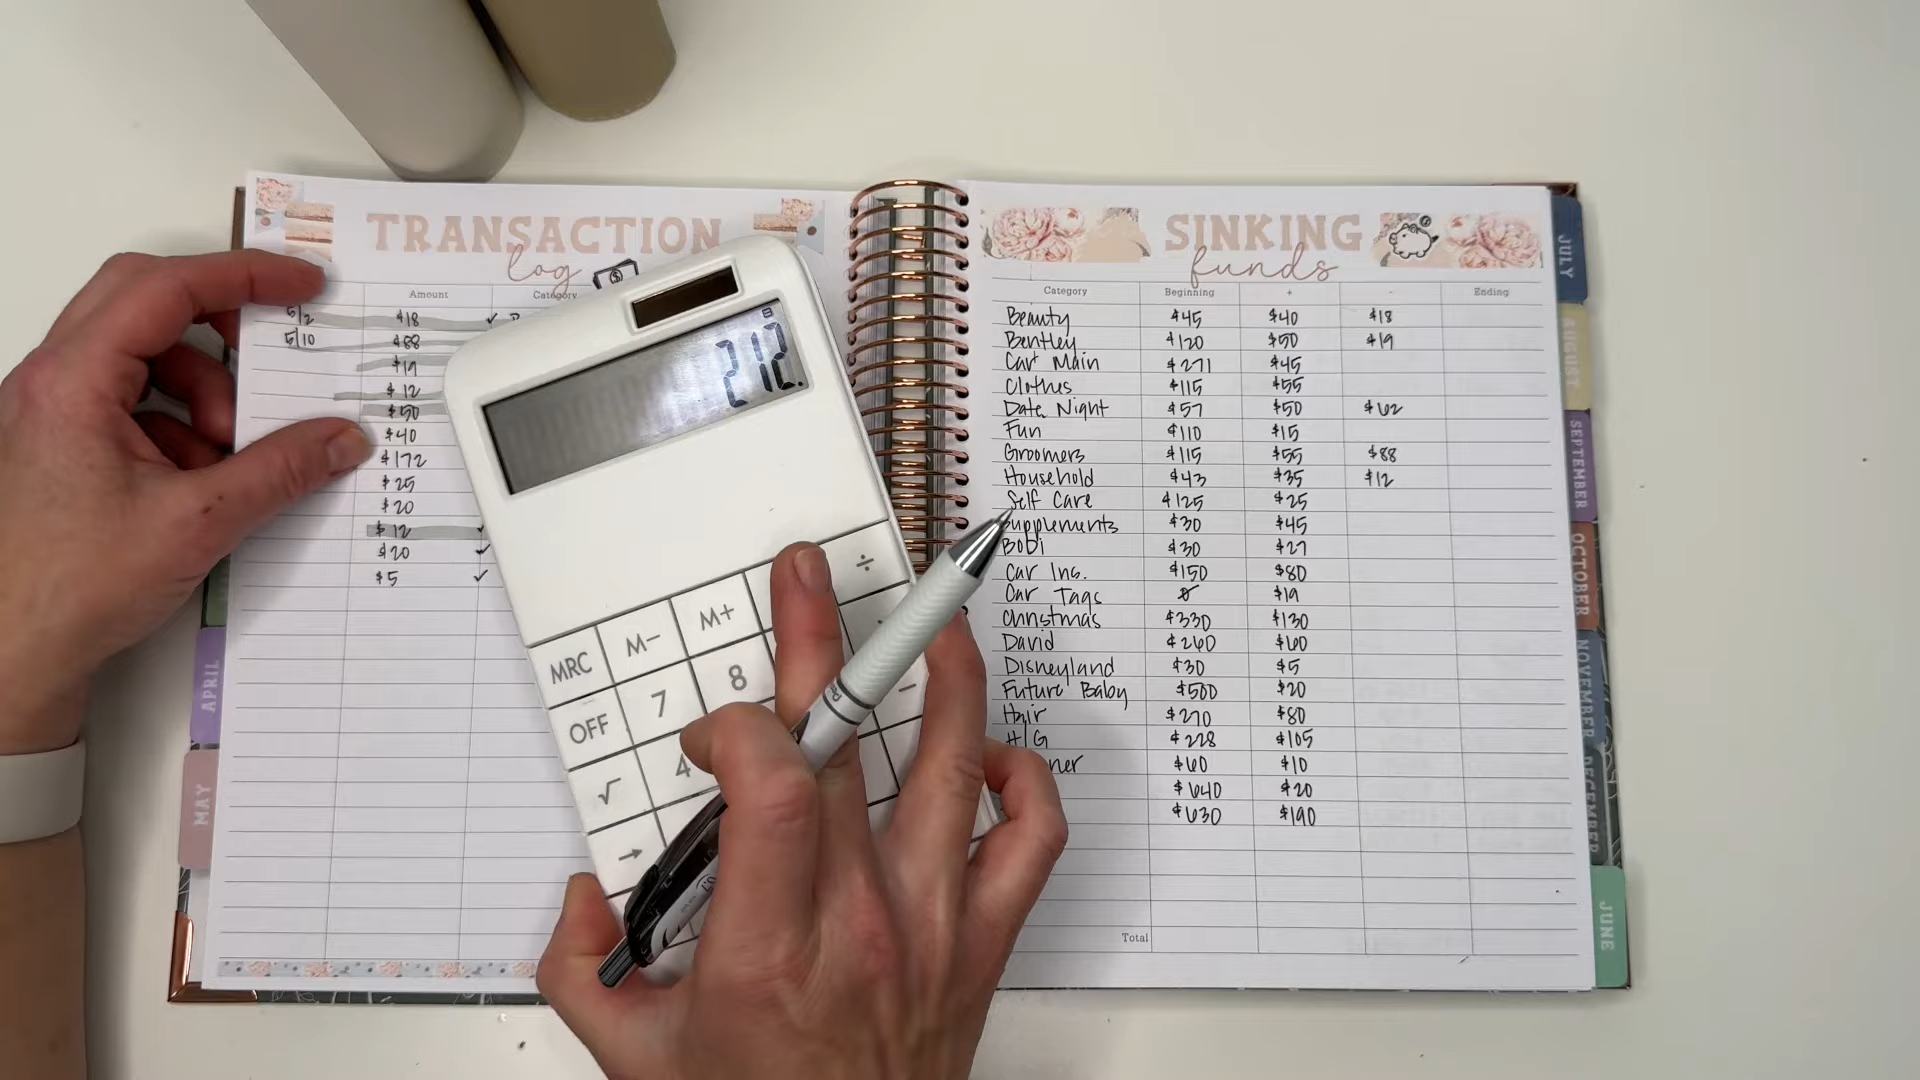 TRANSACTION
log
Amount Category
5/2 $18 ✓
5/10 $88
$19
$12
$50
$40
$172
$25
$20
$12
$20 ✓
$5 ✓
212.
÷
MRC M− M+
OFF 7 8 −
√ 4
→
SINKING
funds
Category Beginning + - Ending
Beauty $45 $40 $18
Bentley $120 $50 $19
Car Main $271 $45
Clothes $115 $55
Date Night $57 $50 $62
Fun $110 $15
Groomers $115 $55 $88
Household $43 $35 $12
Self Care $125 $25
Supplements $30 $45
Bobi $30 $27
Car Ins. $150 $80
Car Tags $19
Christmas $330 $130
David $260 $60
Disneyland $30 $5
Future Baby $500 $20
Hair $270 $80
H/G $228 $105
$60 $10
$640 $20
$630 $190
Total
APRIL
MAY
JULY
AUGUST
SEPTEMBER
OCTOBER
NOVEMBER
DECEMBER
JUNE